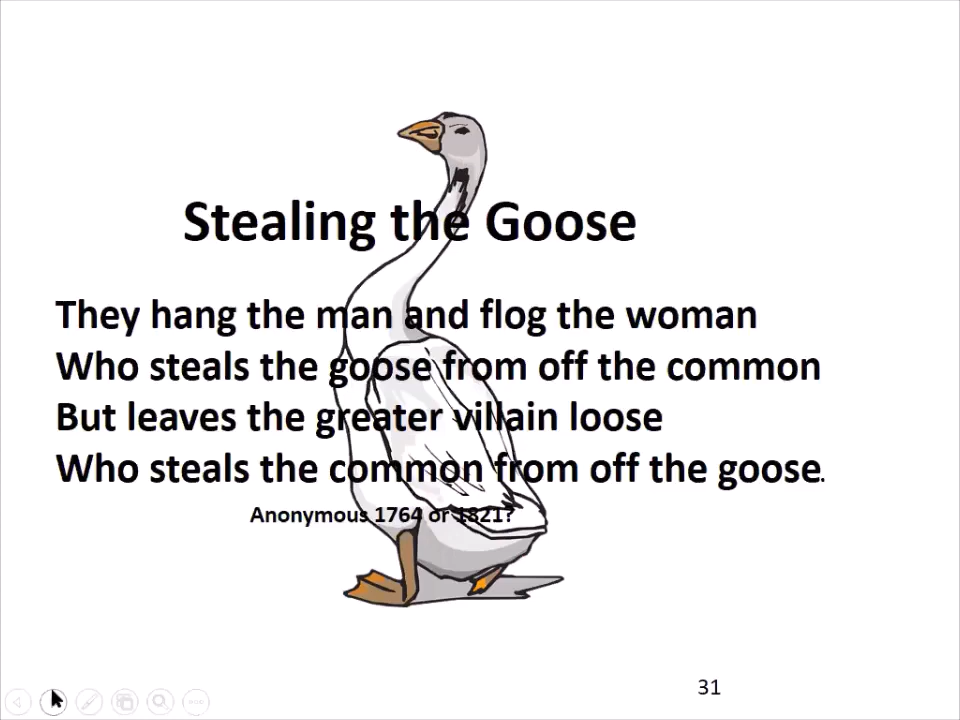 Stealing the Goose
They hang the man and flog the woman
Who steals the goose from off the common
But leaves the greater villain loose
Who steals the common from off the goose.
Anonymous 1764 or 1821?
31